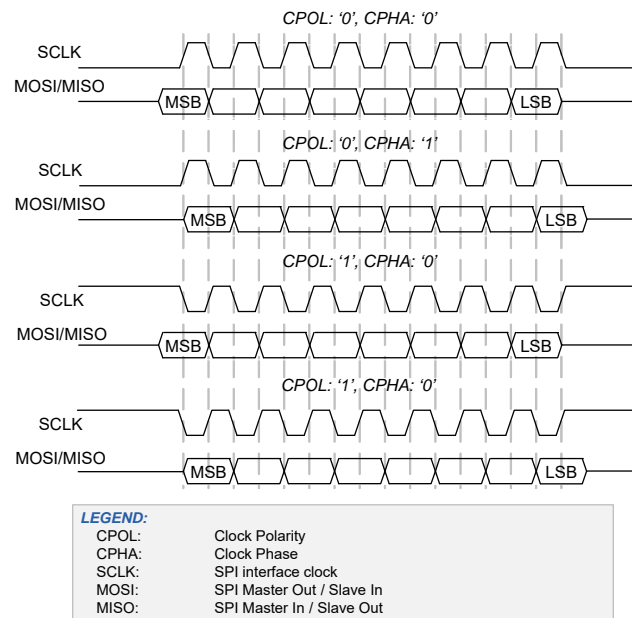 CPOL: ‘0’, CPHA: ‘0’
SCLK
MOSI/MISO
MSB LSB
CPOL: ‘0’, CPHA: ‘1’
SCLK
MOSI/MISO
MSB LSB
CPOL: ‘1’, CPHA: ‘0’
SCLK
MOSI/MISO
MSB LSB
CPOL: ‘1’, CPHA: ‘0’
SCLK
MOSI/MISO
MSB LSB
LEGEND:
CPOL: Clock Polarity
CPHA: Clock Phase
SCLK: SPI interface clock
MOSI: SPI Master Out / Slave In
MISO: SPI Master In / Slave Out